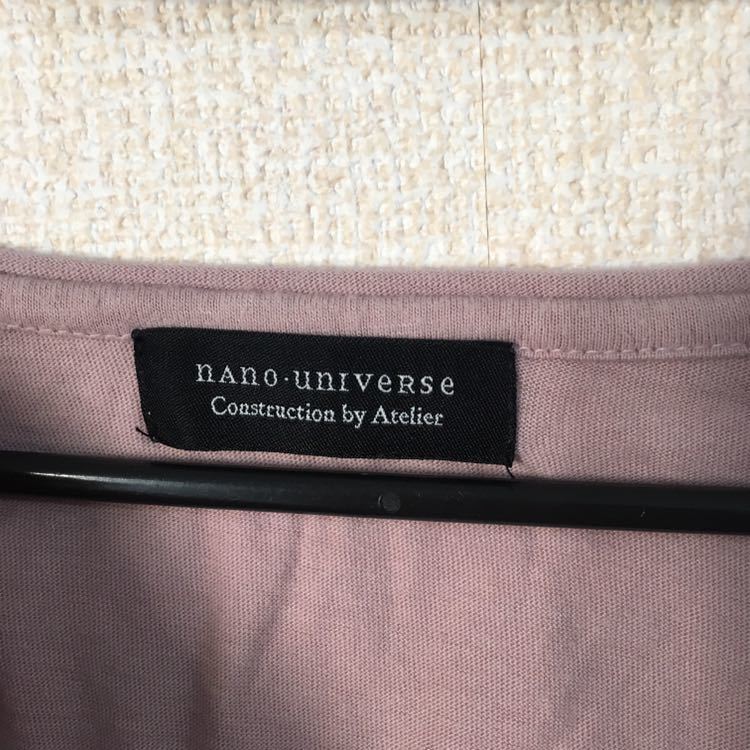 nano·universe
Construction by Atelier